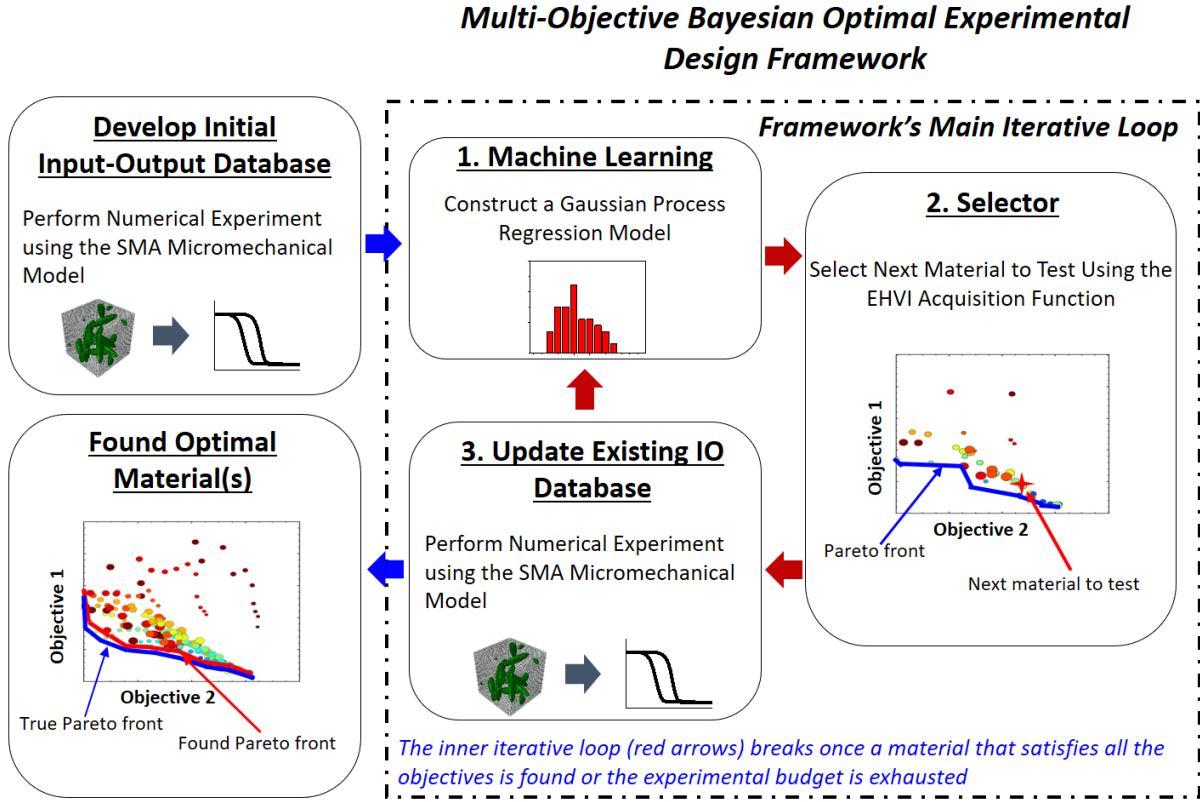 Multi-Objective Bayesian Optimal Experimental
Design Framework
Develop Initial
Input-Output Database
Perform Numerical Experiment
using the SMA Micromechanical
Model
Framework's Main Iterative Loop
1. Machine Learning
Construct a Gaussian Process
Regression Model
2. Selector
Select Next Material to Test Using the
EHVI Acquisition Function
Objective 1
Objective 2
Pareto front
Next material to test
3. Update Existing IO
Database
Perform Numerical Experiment
using the SMA Micromechanical
Model
The inner iterative loop (red arrows) breaks once a material that satisfies all the
objectives is found or the experimental budget is exhausted
Found Optimal
Material(s)
Objective 1
Objective 2
True Pareto front
Found Pareto front